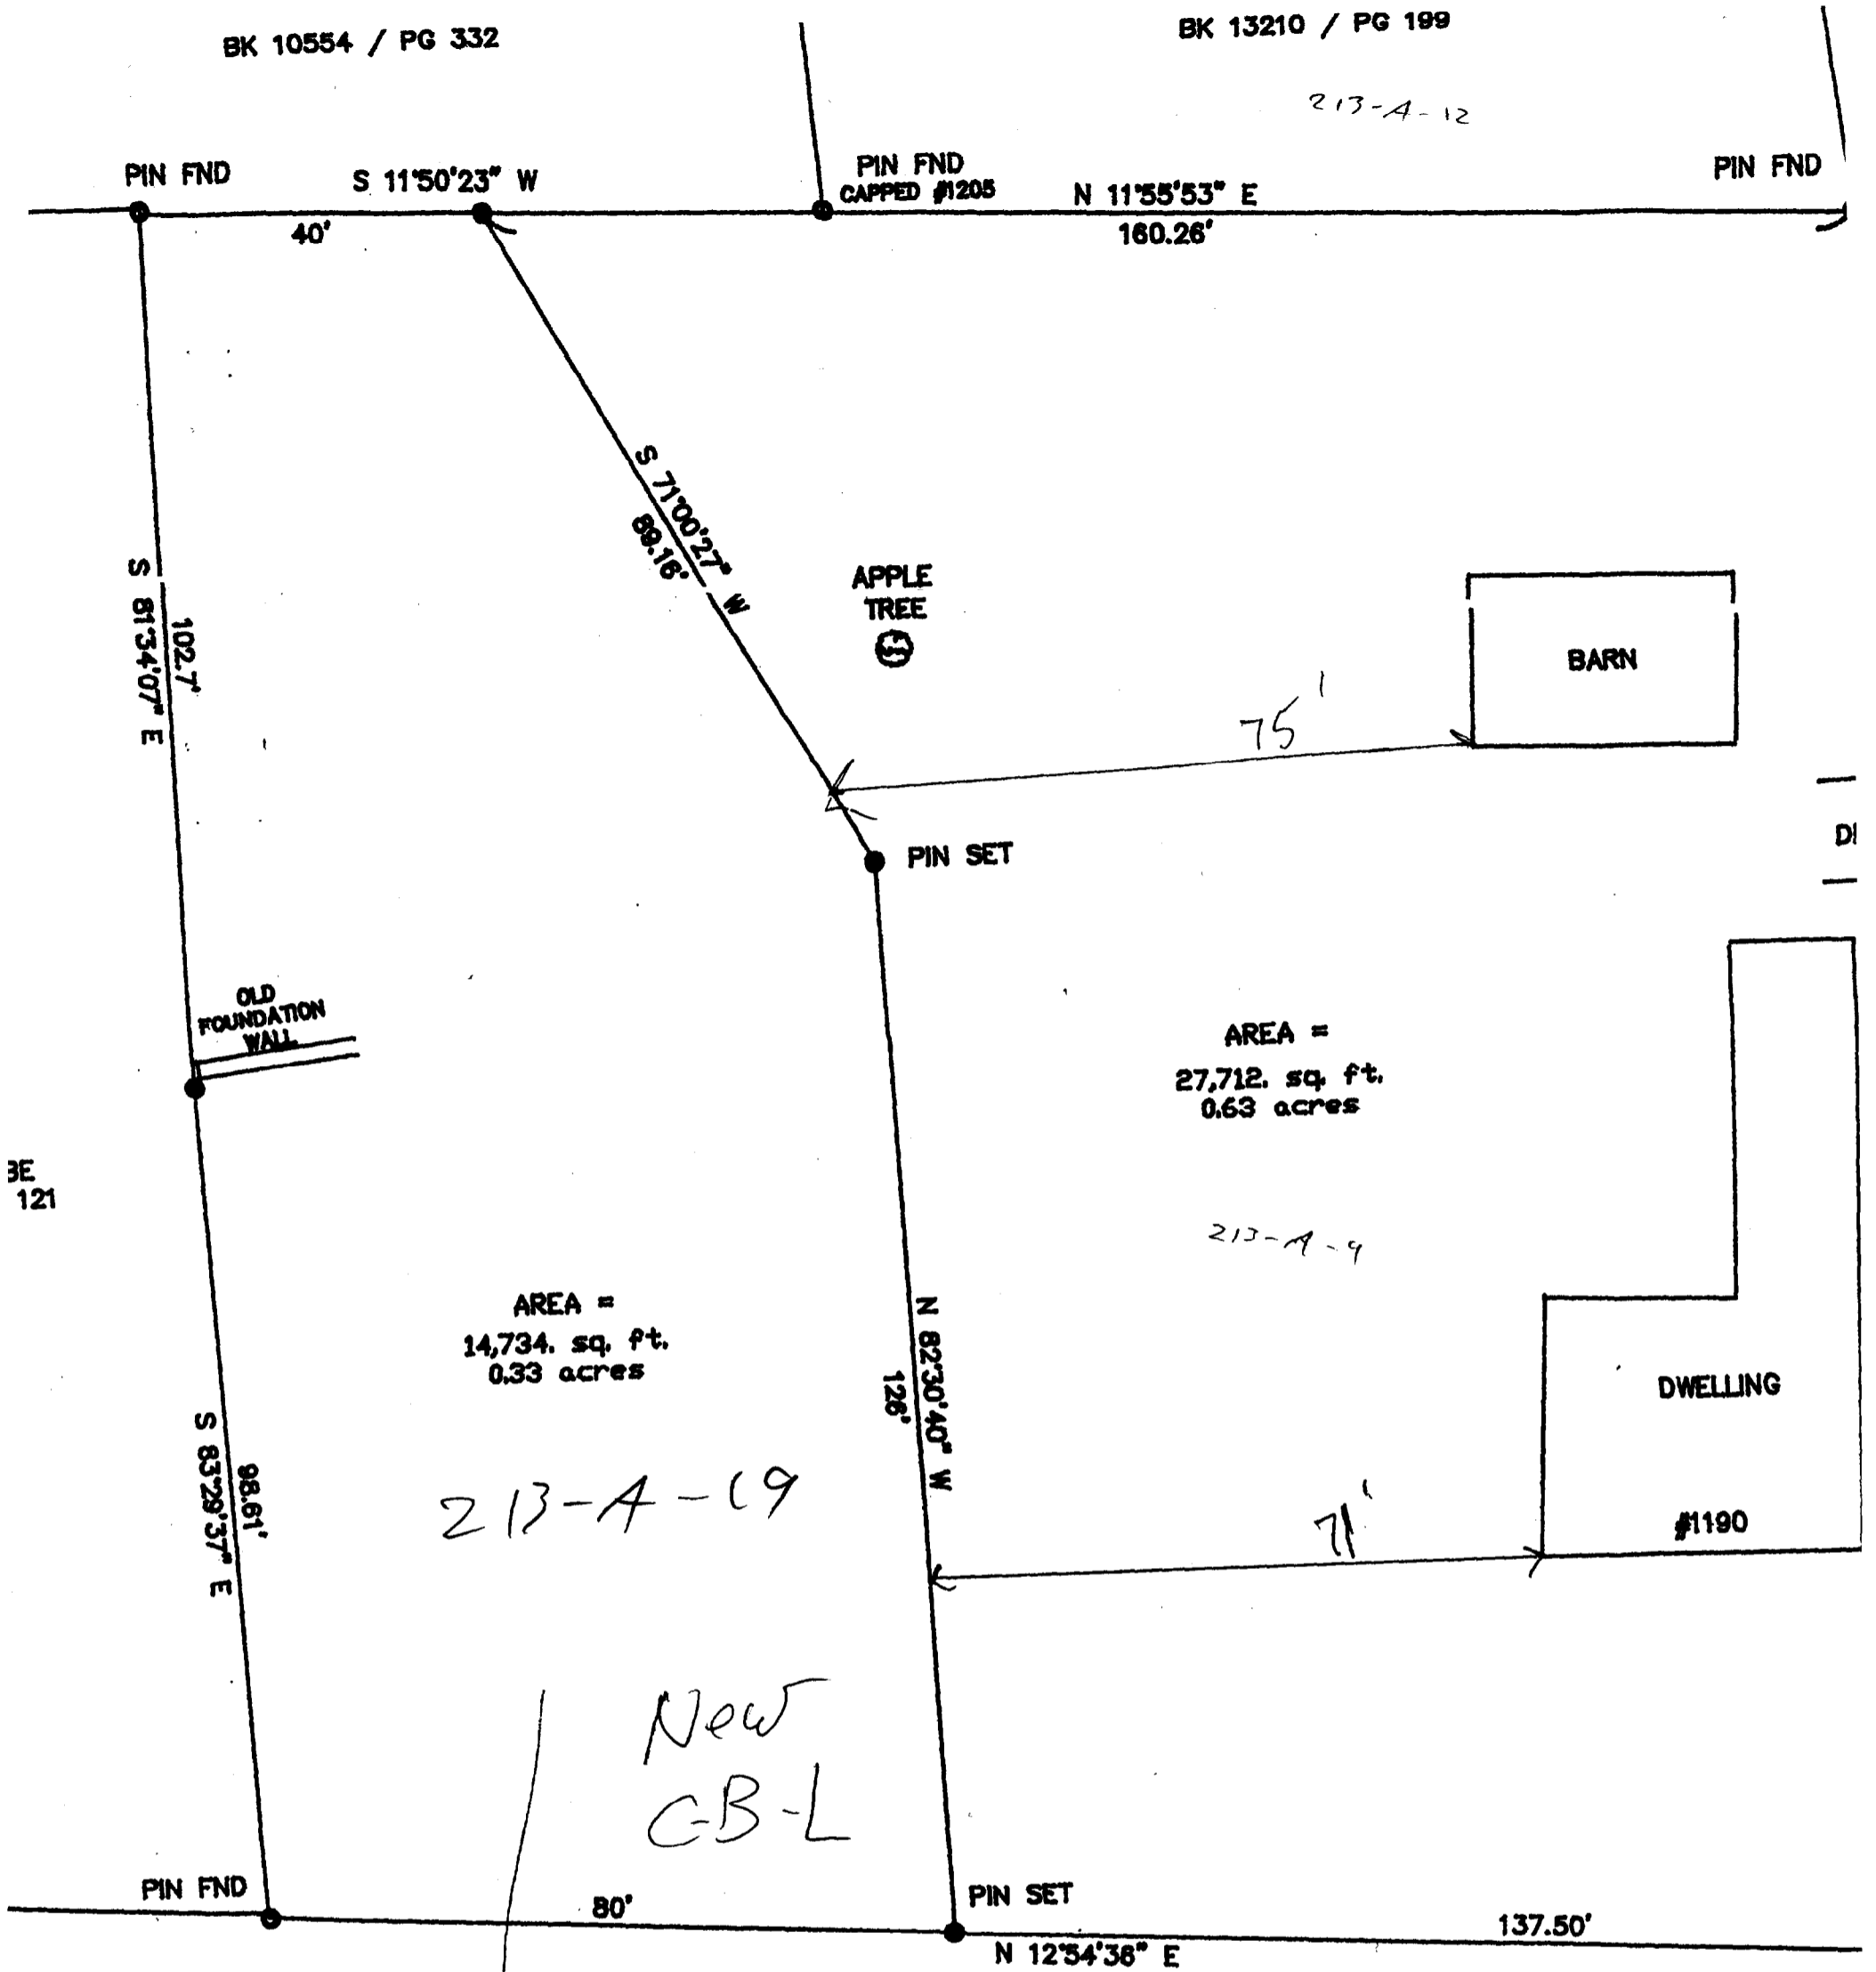 BK 10554 / PG 332
BK 13210 / PG 199
213-A-12
PIN FND
S 11°50'23" W
PIN FND
CAPPED #1205
N 11°55'53" E
PIN FND
40'
160.26'
S 71°00'27" W
89.16'
APPLE
TREE
BARN
102.7'
S 81°34'07" E
75'
PIN SET
D
OLD
FOUNDATION
WALL
AREA =
27,712. sq. ft.
0.63 acres
BE
121
213-A-9
AREA =
14,734. sq. ft.
0.33 acres
N 82°30'40" W
126'
DWELLING
98.61'
S 83°29'37" E
213-A-19
71'
#1190
New
C-B-L
PIN FND
80'
PIN SET
N 12°54'36" E
137.50'